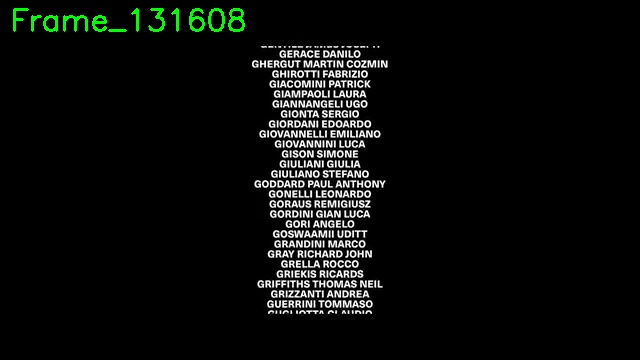 Frame_131608
GERACE DANILO
GHERGUT MARTIN COZMIN
GHIROTTI FABRIZIO
GIACOMINI PATRICK
GIAMPAOLI LAURA
GIANNANGELI UGO
GIONTA SERGIO
GIORDANI EDOARDO
GIOVANNELLI EMILIANO
GIOVANNINI LUCA
GISON SIMONE
GIULIANI GIULIA
GIULIANO STEFANO
GODDARD PAUL ANTHONY
GONELLI LEONARDO
GORAUS REMIGIUSZ
GORDINI GIAN LUCA
GORI ANGELO
GOSWAAMII UDITT
GRANDINI MARCO
GRAY RICHARD JOHN
GRELLA ROCCO
GRIEKIS RICARDS
GRIFFITHS THOMAS NEIL
GRIZZANTI ANDREA
GUERRINI TOMMASO
GUGLIOTTA CLAUDIO